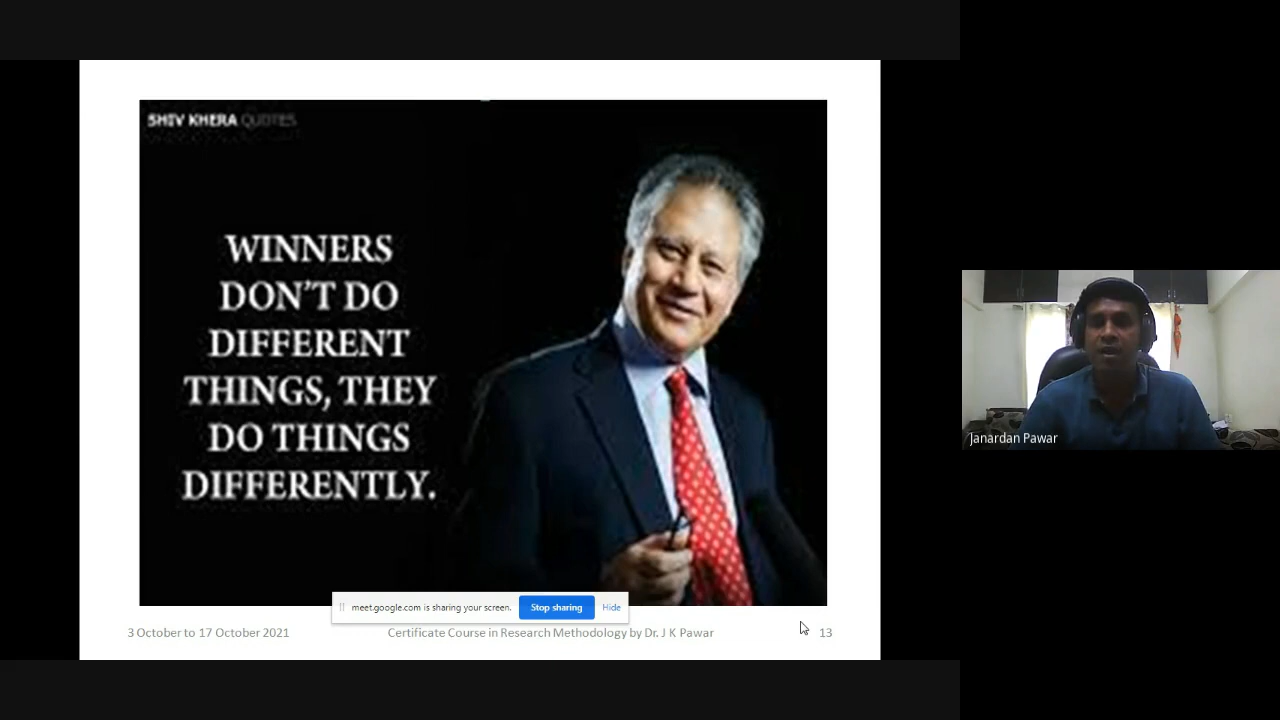 SHIV KHERA QUOTES
WINNERS
DON'T DO
DIFFERENT
THINGS, THEY
DO THINGS
DIFFERENTLY.
meet.google.com is sharing your screen. Stop sharing Hide
3 October to 17 October 2021 Certificate Course in Research Methodology by Dr. J K Pawar 13
Janardan Pawar